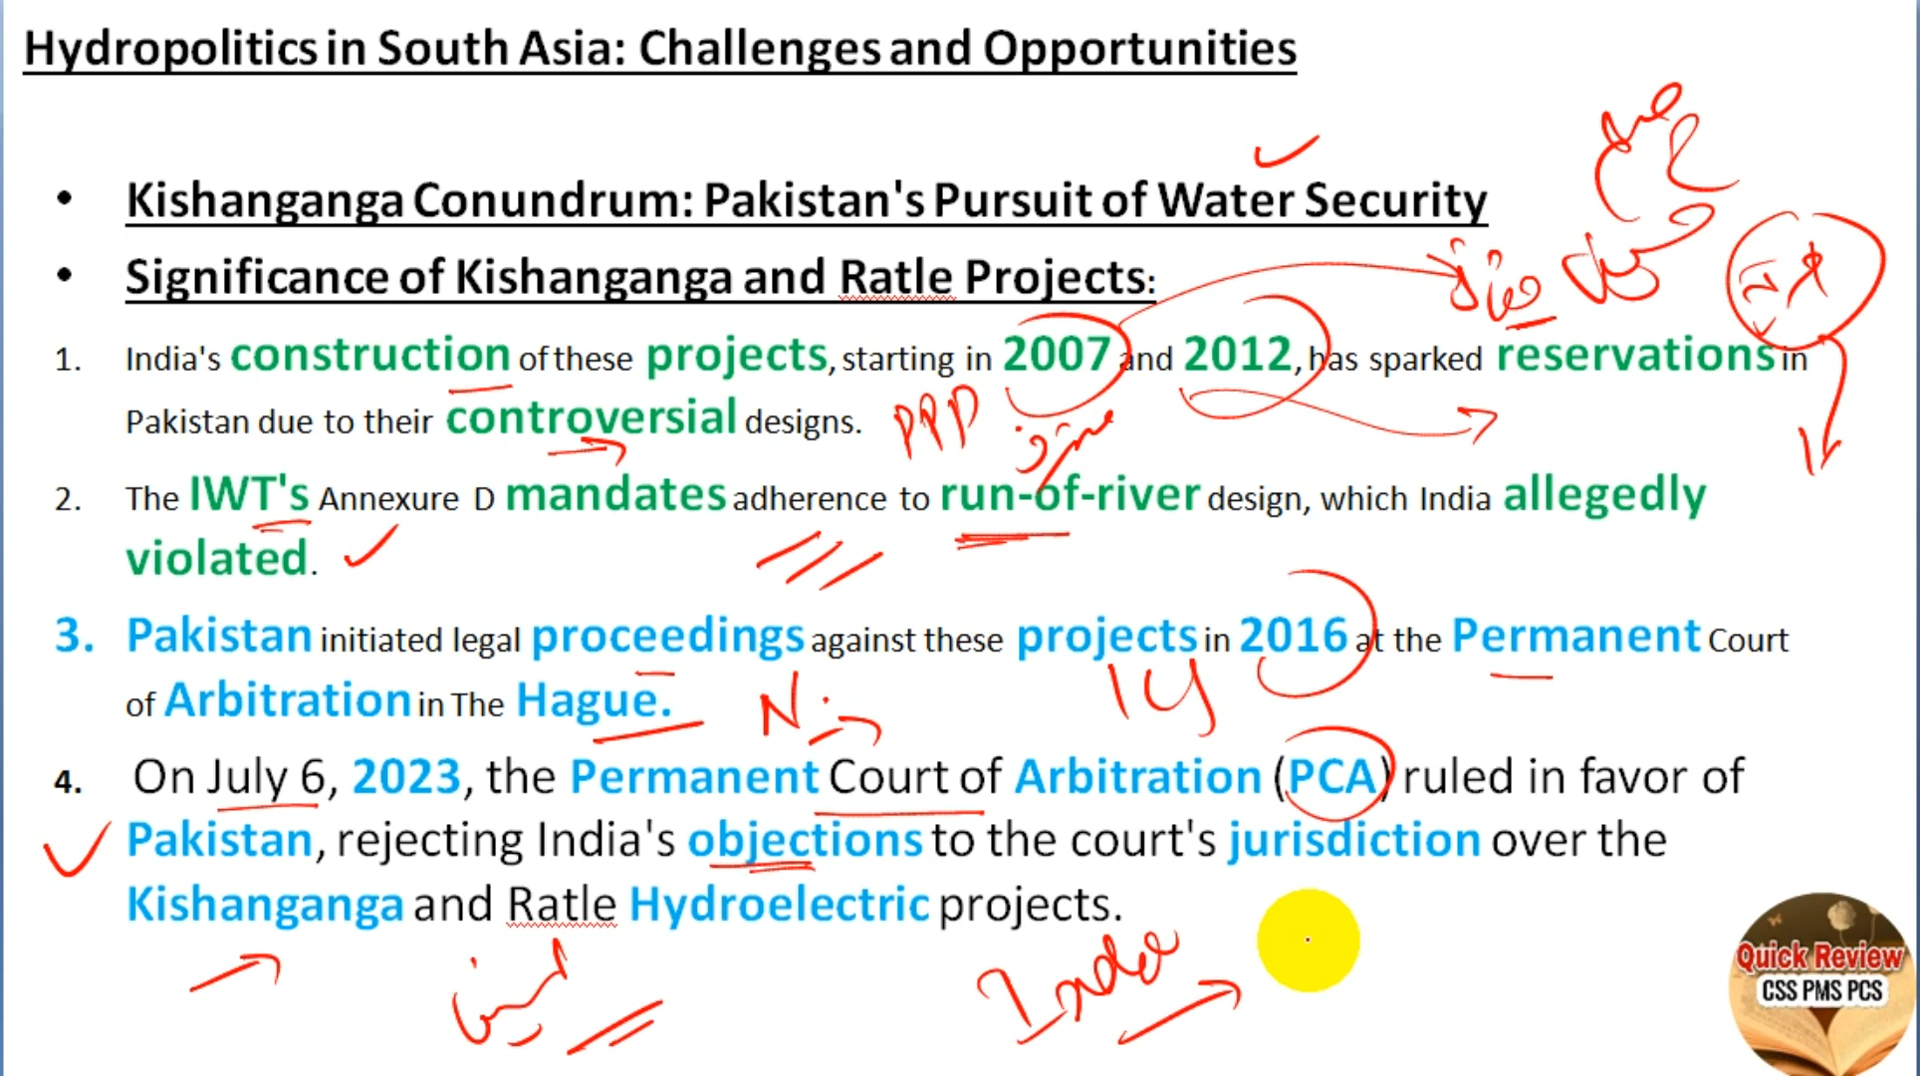 Hydropolitics in South Asia: Challenges and Opportunities
• Kishanganga Conundrum: Pakistan's Pursuit of Water Security
• Significance of Kishanganga and Ratle Projects:
1. India's construction of these projects, starting in 2007 and 2012, has sparked reservations in
Pakistan due to their controversial designs.
PPP
2. The IWT's Annexure D mandates adherence to run-of-river design, which India allegedly
violated.
3. Pakistan initiated legal proceedings against these projects in 2016 at the Permanent Court
of Arbitration in The Hague.
4. On July 6, 2023, the Permanent Court of Arbitration (PCA) ruled in favor of
Pakistan, rejecting India's objections to the court's jurisdiction over the
Kishanganga and Ratle Hydroelectric projects.
Quick Review
CSS PMS PCS